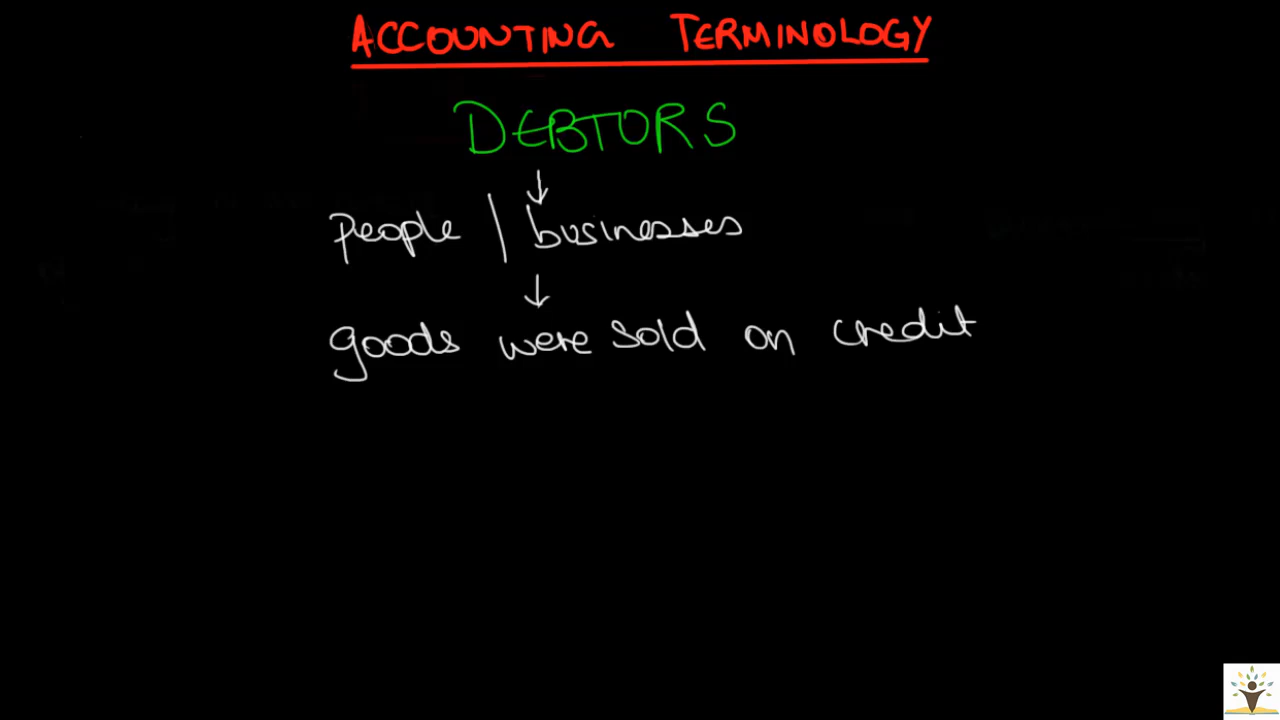 ACCOUNTING TERMINOLOGY
DEBTORS
people | businesses
goods were sold on credit